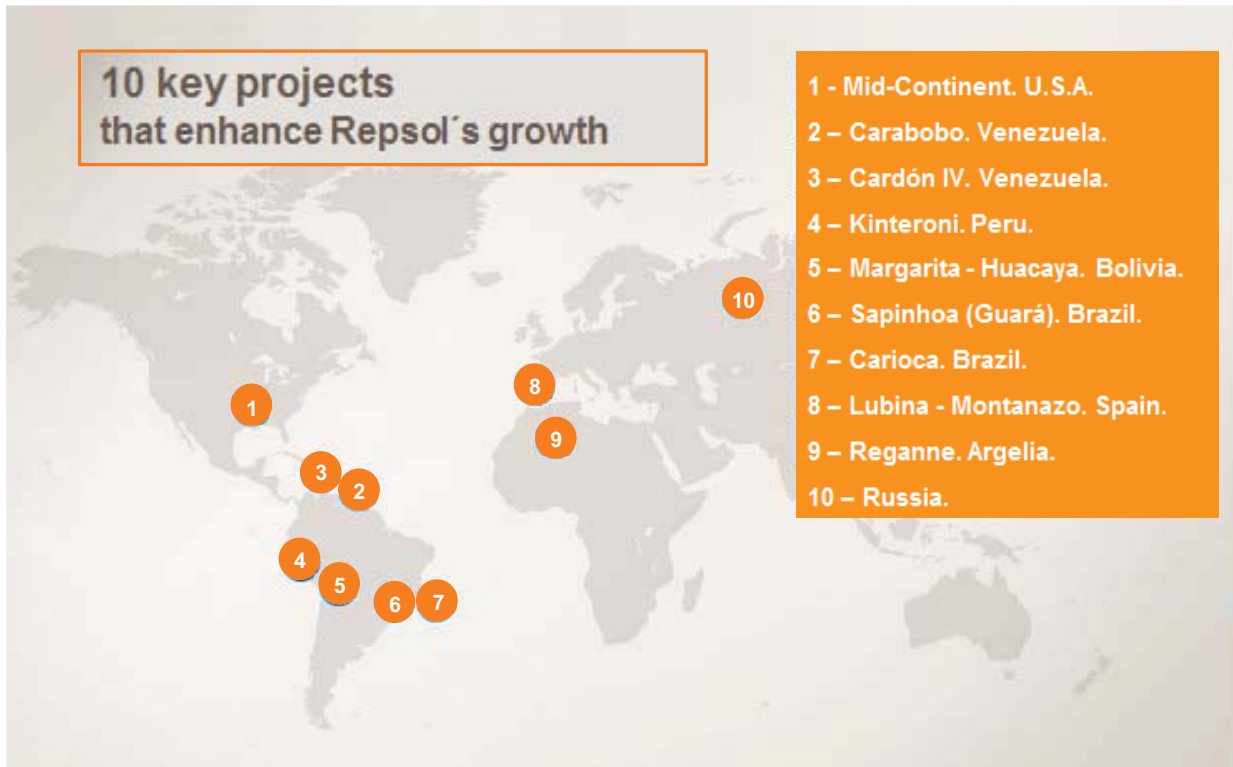 10 key projects
that enhance Repsol´s growth
1 - Mid-Continent. U.S.A.
2 – Carabobo. Venezuela.
3 – Cardón IV. Venezuela.
4 – Kinteroni. Peru.
5 – Margarita - Huacaya. Bolivia.
6 – Sapinhoa (Guará). Brazil.
7 – Carioca. Brazil.
8 – Lubina - Montanazo. Spain.
9 – Reganne. Argelia.
10 – Russia.
10
8
1
9
3
2
4
5
6
7